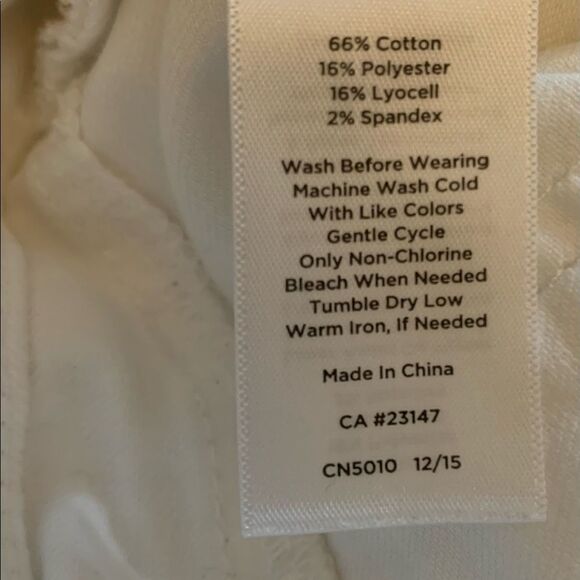 66% Cotton
16% Polyester
16% Lyocell
2% Spandex
Wash Before Wearing
Machine Wash Cold
With Like Colors
Gentle Cycle
Only Non-Chlorine
Bleach When Needed
Tumble Dry Low
Warm Iron, If Needed
Made In China
CA #23147
CN5010 12/15